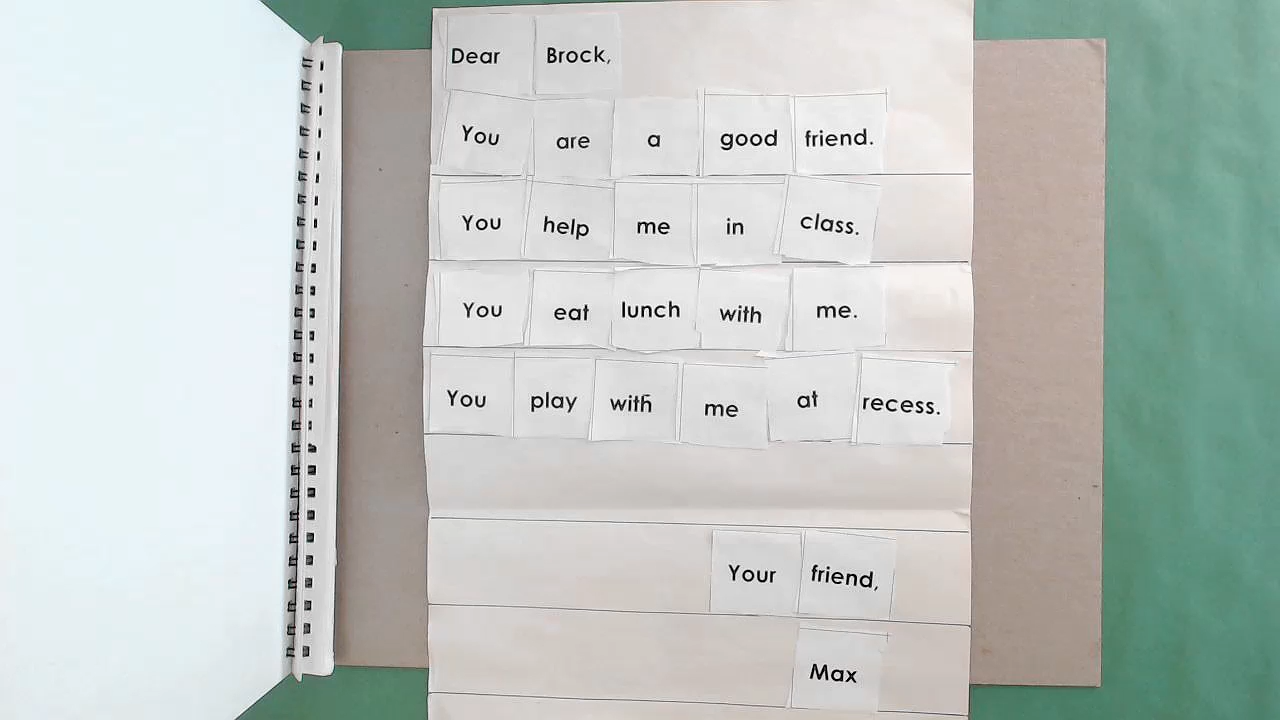 Dear Brock,
You are a good friend.
You help me in class.
You eat lunch with me.
You play with me at recess.
Your friend,
Max